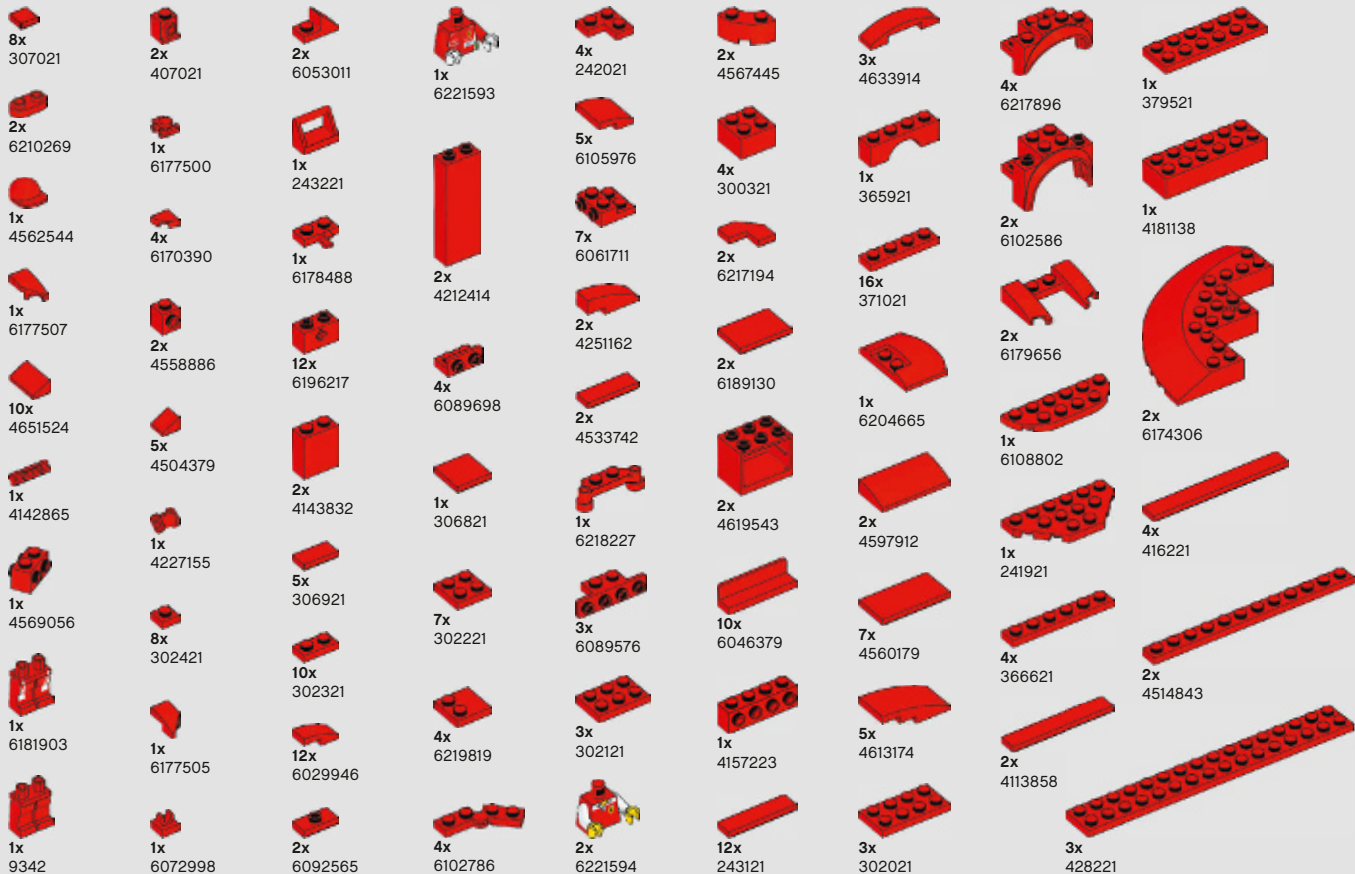 8x
307021
2x
6210269
1x
4562544
1x
6177507
10x
4651524
1x
4142865
1x
4569056
1x
6181903
1x
9342
2x
407021
1x
6177500
4x
6170390
2x
4558886
5x
4504379
1x
4227155
8x
302421
1x
6177505
1x
6072998
2x
6053011
1x
243221
1x
6178488
12x
6196217
2x
4143832
5x
306921
10x
302321
12x
6029946
2x
6092565
1x
6221593
2x
4212414
4x
6089698
1x
306821
7x
302221
4x
6219819
4x
6102786
4x
242021
5x
6105976
7x
6061711
2x
4251162
2x
4533742
1x
6218227
3x
6089576
3x
302121
2x
6221594
2x
4567445
4x
300321
2x
6217194
2x
6189130
2x
4619543
10x
6046379
1x
4157223
12x
243121
3x
4633914
1x
365921
16x
371021
1x
6204665
2x
4597912
7x
4560179
5x
4613174
3x
302021
4x
6217896
2x
6102586
2x
6179656
1x
6108802
1x
241921
4x
366621
2x
4113858
1x
379521
1x
4181138
2x
6174306
4x
416221
2x
4514843
3x
428221